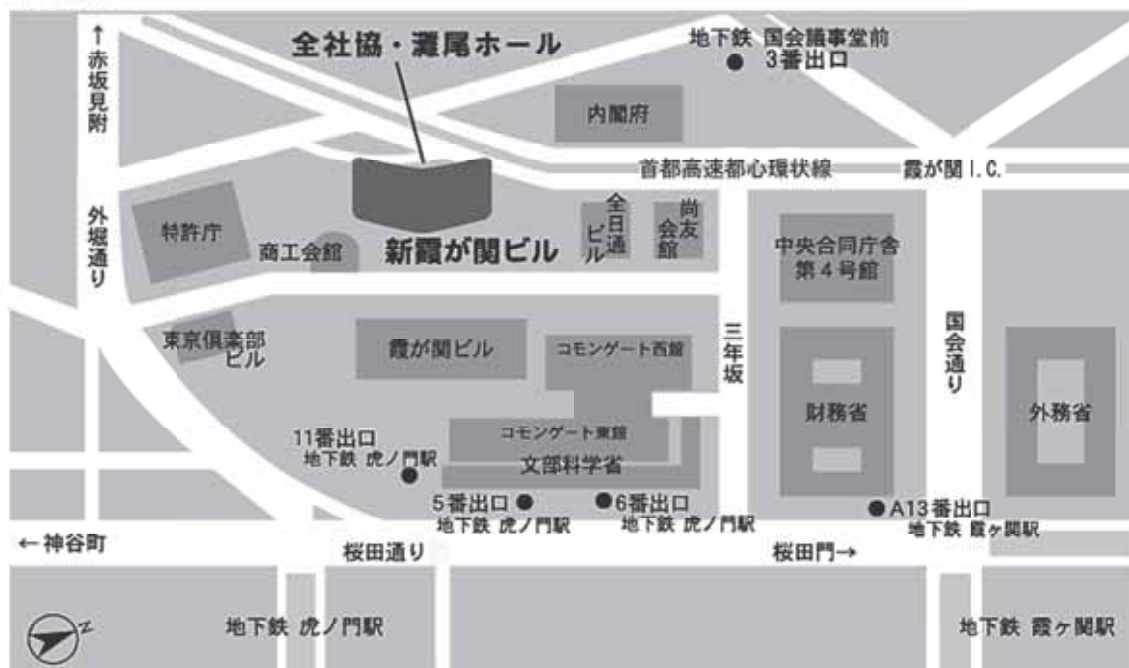 全社協・灘尾ホール
地下鉄 国会議事堂前
3番出口
←赤坂見附
内閣府
首都高速都心環状線
霞が関I.C.
外堀通り
特許庁
商工会館
新霞が関ビル
全日通
ビル
尚友
会館
中央合同庁舎
第4号館
東京倶楽部
ビル
霞が関ビル
コモンゲート西館
三年坂
国会通り
財務省
外務省
11番出口
地下鉄 虎ノ門駅
コモンゲート東館
文部科学省
5番出口
地下鉄 虎ノ門駅
6番出口
地下鉄 虎ノ門駅
A13番出口
地下鉄 霞ヶ関駅
←神谷町
桜田通り
桜田門→
地下鉄 虎ノ門駅
地下鉄 霞ヶ関駅
N